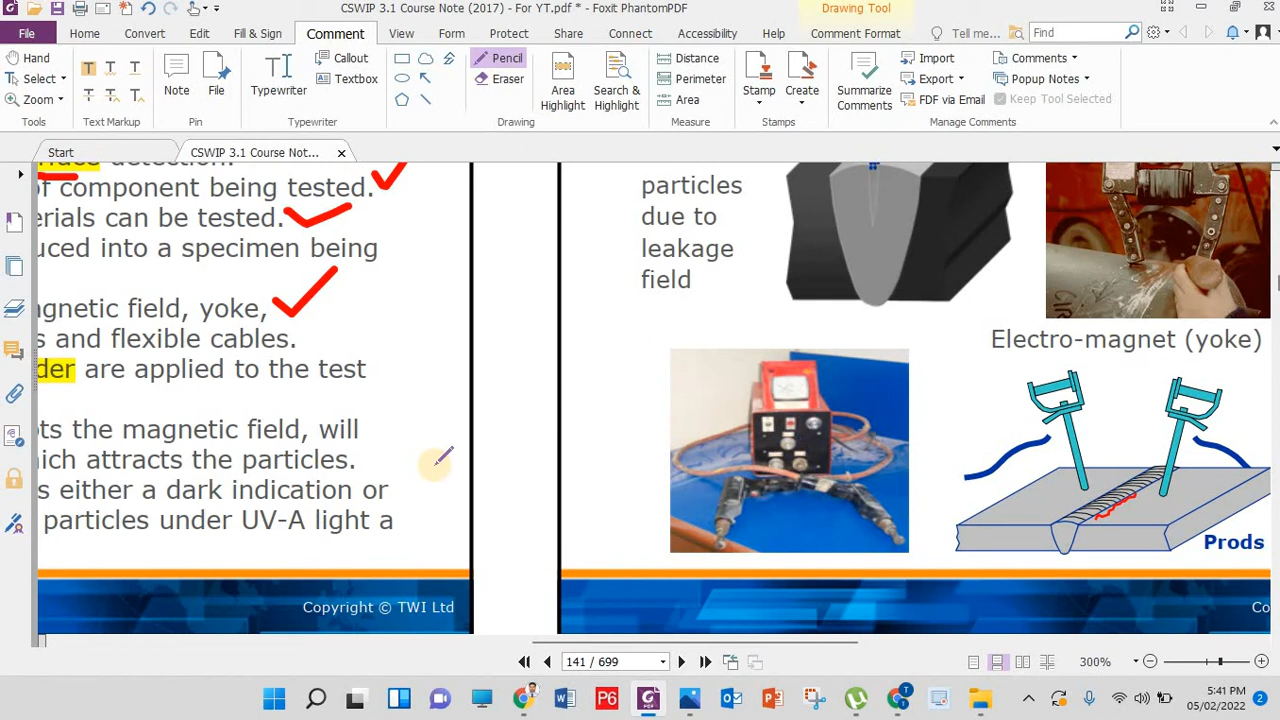 CSWIP 3.1 Course Note (2017) - For YT.pdf * - Foxit PhantomPDF
Drawing Tool
File Home Convert Edit Fill & Sign Comment View Form Protect Share Connect Accessibility Help Comment Format Tell me... Find
Hand
Select
Zoom
Tools
T T T
T T T
Text Markup
Note
File
Pin
Typewriter
Callout
Textbox
Typewriter
Pencil
Eraser
Area
Highlight
Search &
Highlight
Drawing
Distance
Perimeter
Area
Measure
Stamp
Create
Stamps
Summarize
Comments
Import
Export
FDF via Email
Comments
Popup Notes
Keep Tool Selected
Manage Comments
Start
CSWIP 3.1 Course Not...
detection.
of component being tested.
erials can be tested.
uced into a specimen being
agnetic field, yoke,
s and flexible cables.
der are applied to the test
pts the magnetic field, will
hich attracts the particles.
s either a dark indication or
particles under UV-A light a
Copyright © TWI Ltd
particles
due to
leakage
field
Electro-magnet (yoke)
Prods
Co
141 / 699
300%
P6
5:41 PM
05/02/2022
2